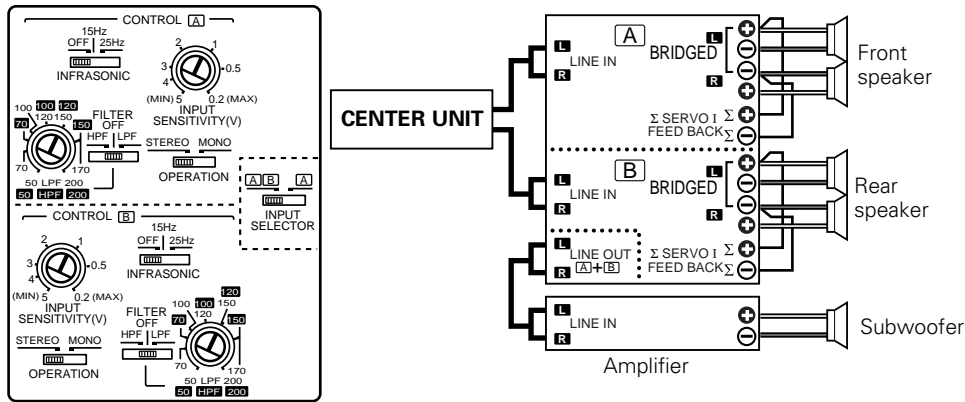 CONTROL A
15Hz
OFF 25Hz
INFRASONIC
2 1
3 0.5
4
(MIN) 5 0.2 (MAX)
INPUT
SENSITIVITY(V)
100 100 120
70 120 150 150
70 170
50 LPF 200
50 HPF 200
FILTER
OFF
HPF LPF
STEREO MONO
OPERATION
A B A
INPUT
SELECTOR
CONTROL B
15Hz
OFF 25Hz
INFRASONIC
2 1
3 0.5
4
(MIN) 5 0.2 (MAX)
INPUT
SENSITIVITY(V)
STEREO MONO
OPERATION
FILTER
OFF
HPF LPF
120
100 100 150
70 120 150
70 170
50 LPF 200
50 HPF 200
CENTER UNIT
A
L
R
LINE IN
BRIDGED
L
R
Σ SERVO I Σ
FEED BACK Σ
Front
speaker
B
L
R
LINE IN
BRIDGED
L
R
L
R
LINE OUT
A+B
Σ SERVO I Σ
FEED BACK Σ
Rear
speaker
L
R
LINE IN
Subwoofer
Amplifier